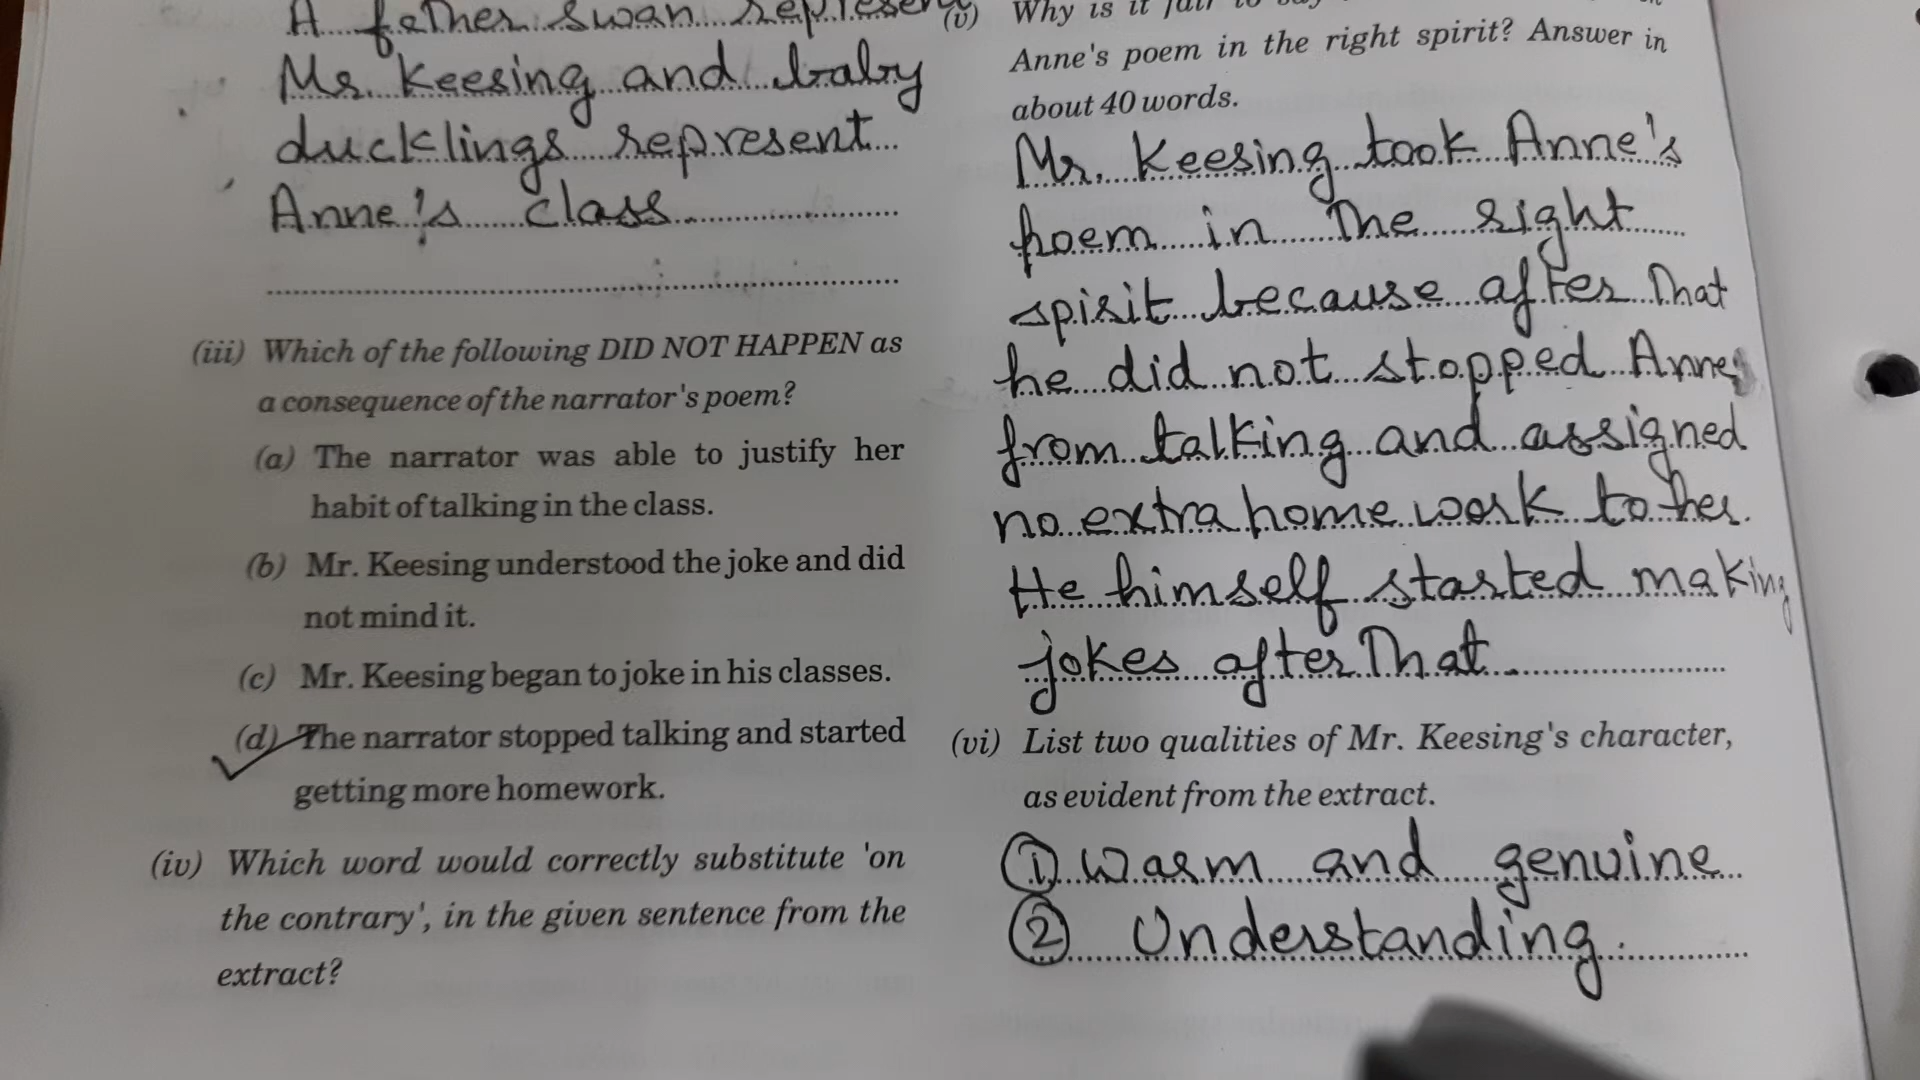 A father swan represent
Mr. Keesing and baby
ducklings represent
Anne's class
(iii) Which of the following DID NOT HAPPEN as
a consequence of the narrator's poem?
(a) The narrator was able to justify her
habit of talking in the class.
(b) Mr. Keesing understood the joke and did
not mind it.
(c) Mr. Keesing began to joke in his classes.
(d) The narrator stopped talking and started
getting more homework.
(iv) Which word would correctly substitute 'on
the contrary', in the given sentence from the
extract?
(v) Why is it fair to say
Anne's poem in the right spirit? Answer in
about 40 words.
Mr. Keesing took Anne's
poem in the right
spirit because after that
he did not stopped Anne
from talking and assigned
no extra home work to her.
He himself started making
jokes after that
(vi) List two qualities of Mr. Keesing's character,
as evident from the extract.
1 Warm and genuine
2 Understanding.